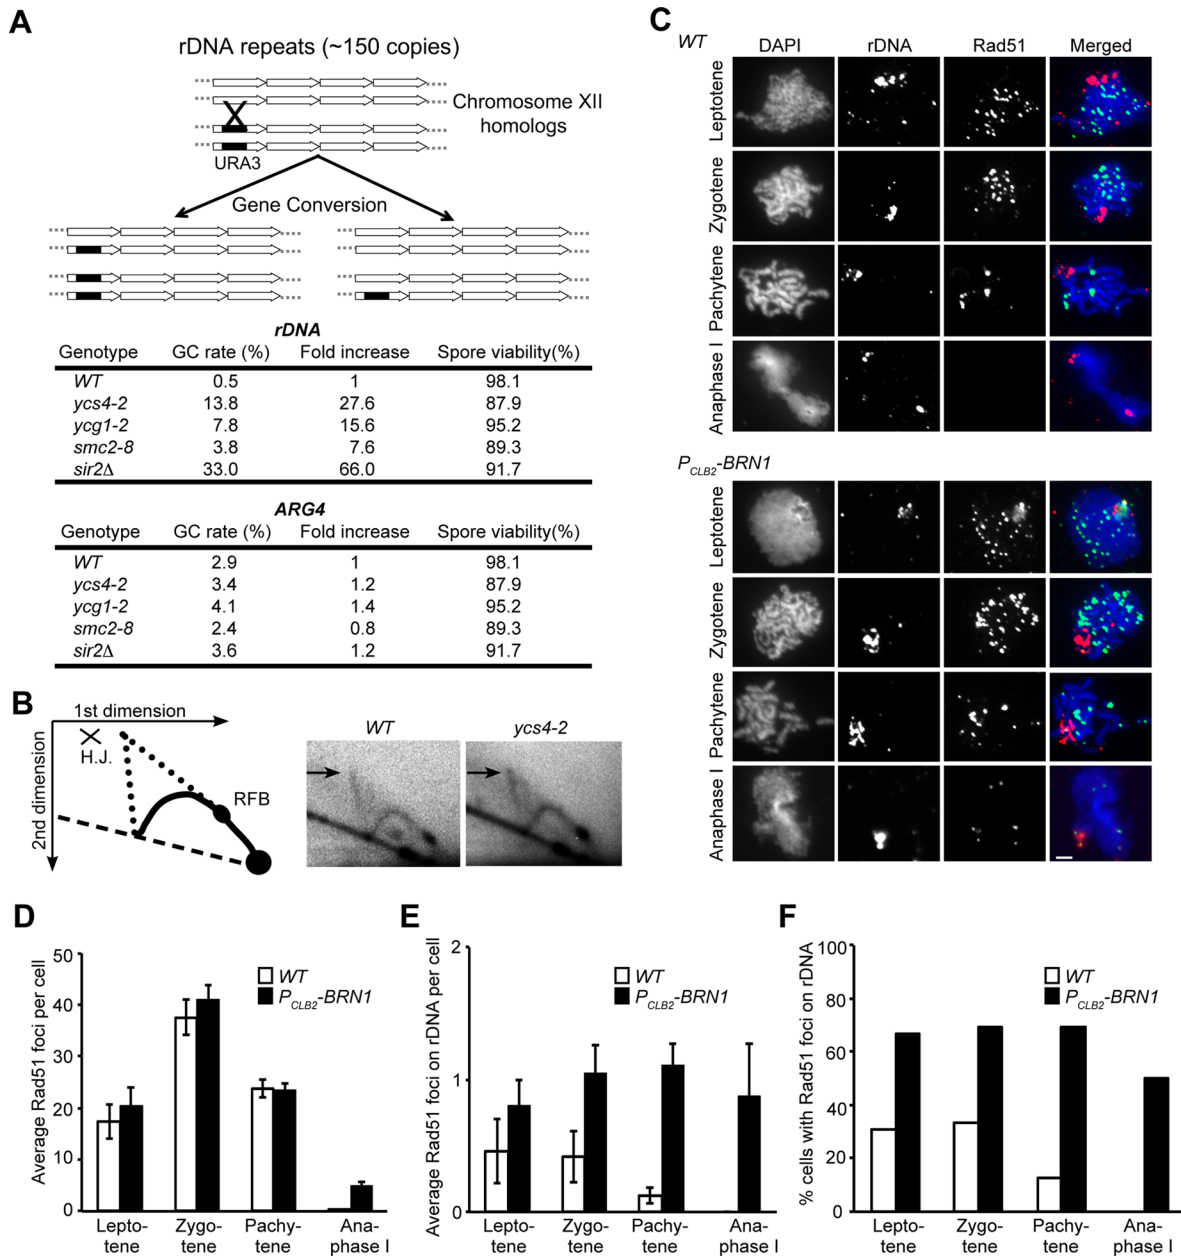 A
rDNA repeats (~150 copies)
Chromosome XII
homologs
URA3
Gene Conversion
rDNA
Genotype GC rate (%) Fold increase Spore viability(%)
WT 0.5 1 98.1
ycs4-2 13.8 27.6 87.9
ycg1-2 7.8 15.6 95.2
smc2-8 3.8 7.6 89.3
sir2Δ 33.0 66.0 91.7
ARG4
Genotype GC rate (%) Fold increase Spore viability(%)
WT 2.9 1 98.1
ycs4-2 3.4 1.2 87.9
ycg1-2 4.1 1.4 95.2
smc2-8 2.4 0.8 89.3
sir2Δ 3.6 1.2 91.7
B
1st dimension
2nd dimension
H.J.
RFB
WT
ycs4-2
C
WT
DAPI rDNA Rad51 Merged
Leptotene
Zygotene
Pachytene
Anaphase I
PCLB2-BRN1
Leptotene
Zygotene
Pachytene
Anaphase I
D
Average Rad51 foci per cell
50
40
30
20
10
0
WT
PCLB2-BRN1
Lepto-
tene
Zygo-
tene
Pachy-
tene
Ana-
phase I
E
Average Rad51 foci on rDNA per cell
2
1
0
WT
PCLB2-BRN1
Lepto-
tene
Zygo-
tene
Pachy-
tene
Ana-
phase I
F
% cells with Rad51 foci on rDNA
100
80
60
40
20
0
WT
PCLB2-BRN1
Lepto-
tene
Zygo-
tene
Pachy-
tene
Ana-
phase I